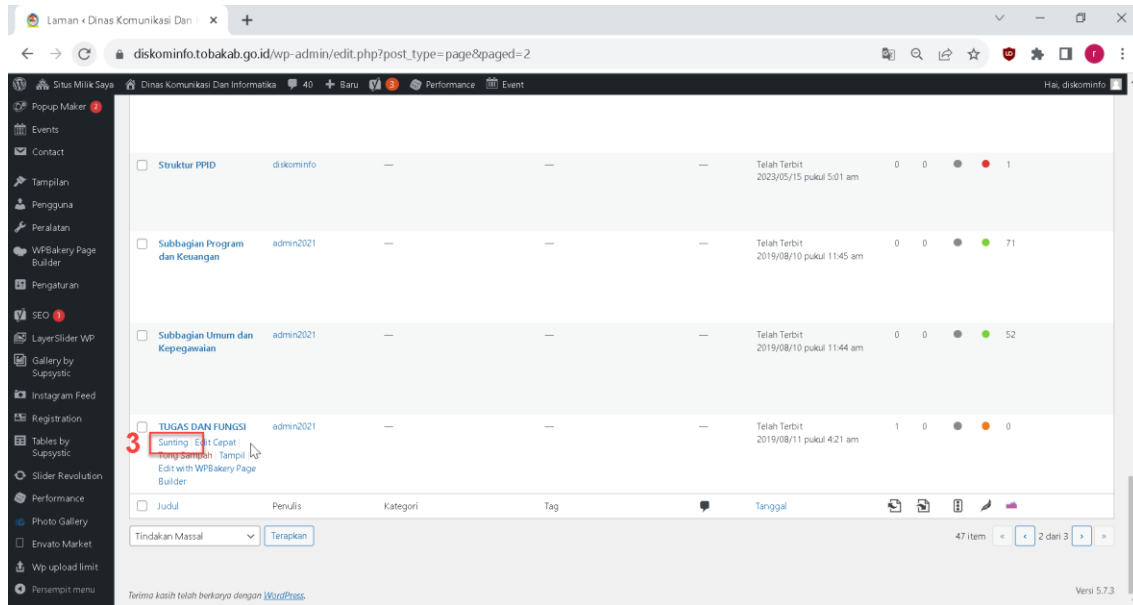 Laman ‹ Dinas Komunikasi Dan I
diskominfo.tobakab.go.id/wp-admin/edit.php?post_type=page&paged=2
r
Situs Milik Saya Dinas Komunikasi Dan Informatika 40 + Baru 3 Performance Event Hai, diskominfo
Popup Maker 2
Events
Contact
Tampilan
Pengguna
Peralatan
WPBakery Page
Builder
Pengaturan
SEO 3
LayerSlider WP
Gallery by
Supsystic
Instagram Feed
Registration
Tables by
Supsystic
Slider Revolution
Performance
Photo Gallery
Envato Market
Wp upload limit
Persempit menu
Struktur PPID diskominfo — — — Telah Terbit 0 0 1
2023/05/15 pukul 5:01 am
Subbagian Program admin2021 — — — Telah Terbit 0 0 71
dan Keuangan 2019/08/10 pukul 11:45 am
Subbagian Umum dan admin2021 — — — Telah Terbit 0 0 52
Kepegawaian 2019/08/10 pukul 11:44 am
TUGAS DAN FUNGSI admin2021 — — — Telah Terbit 1 0 0
3 Sunting | Edit Cepat | 2019/08/11 pukul 4:21 am
Tong Sampah | Tampil |
Edit with WPBakery Page
Builder
Judul Penulis Kategori Tag Tanggal
Tindakan Massal Terapkan 47 item « ‹ 2 dari 3 › »
Terima kasih telah berkarya dengan WordPress. Versi 5.7.3